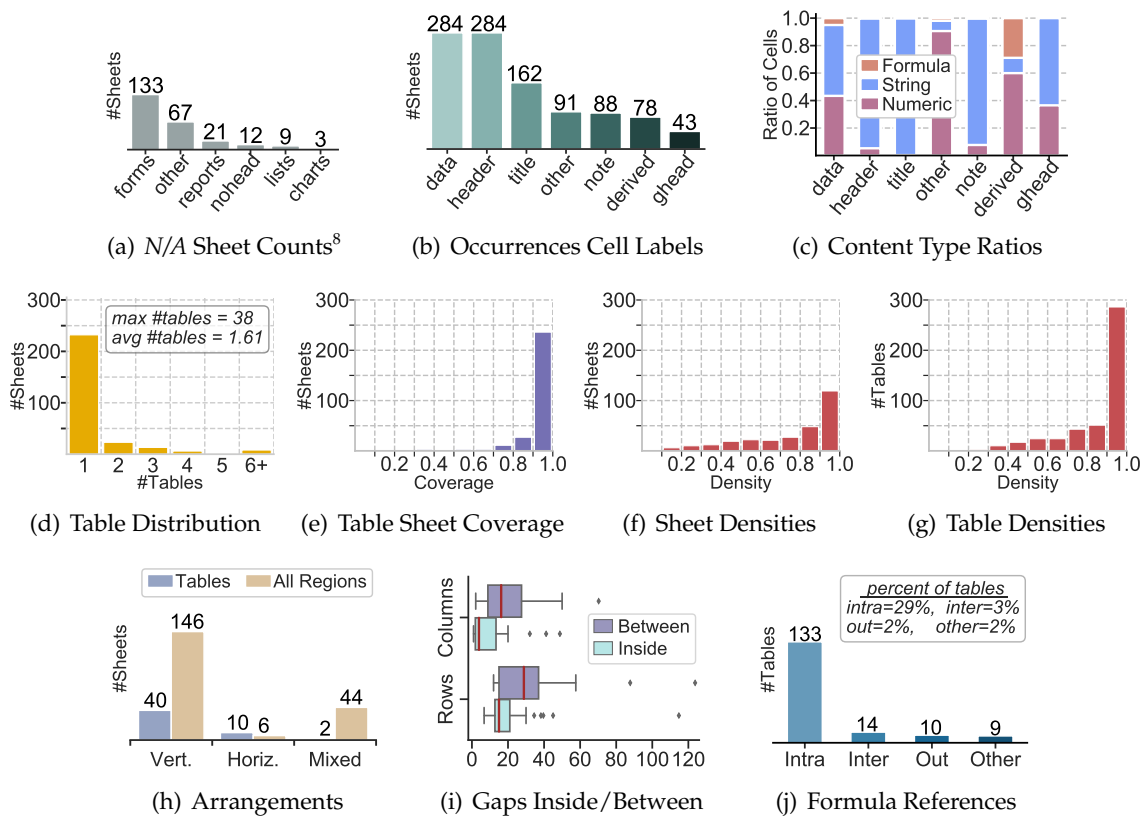 #Sheets
133
67
21
12
9
3
forms
other
reports
nohead
lists
charts
(a) N/A Sheet Counts⁸
#Sheets
284
284
162
91
88
78
43
data
header
title
other
note
derived
ghead
(b) Occurrences Cell Labels
Ratio of Cells
1.0
0.8
0.6
0.4
0.2
Formula
String
Numeric
data
header
title
other
note
derived
ghead
(c) Content Type Ratios
#Sheets
300
200
100
max #tables = 38
avg #tables = 1.61
1 2 3 4 5 6+
#Tables
(d) Table Distribution
#Sheets
300
200
100
0.2 0.4 0.6 0.8 1.0
Coverage
(e) Table Sheet Coverage
#Sheets
300
200
100
0.2 0.4 0.6 0.8 1.0
Density
(f) Sheet Densities
#Tables
300
200
100
0.2 0.4 0.6 0.8 1.0
Density
(g) Table Densities
Tables All Regions
#Sheets
40
146
10
6
2
44
Vert. Horiz. Mixed
(h) Arrangements
Columns
Rows
Between
Inside
0 20 40 60 80 100 120
(i) Gaps Inside/Between
percent of tables
intra=29%, inter=3%
out=2%, other=2%
#Tables
133
14
10
9
Intra Inter Out Other
(j) Formula References